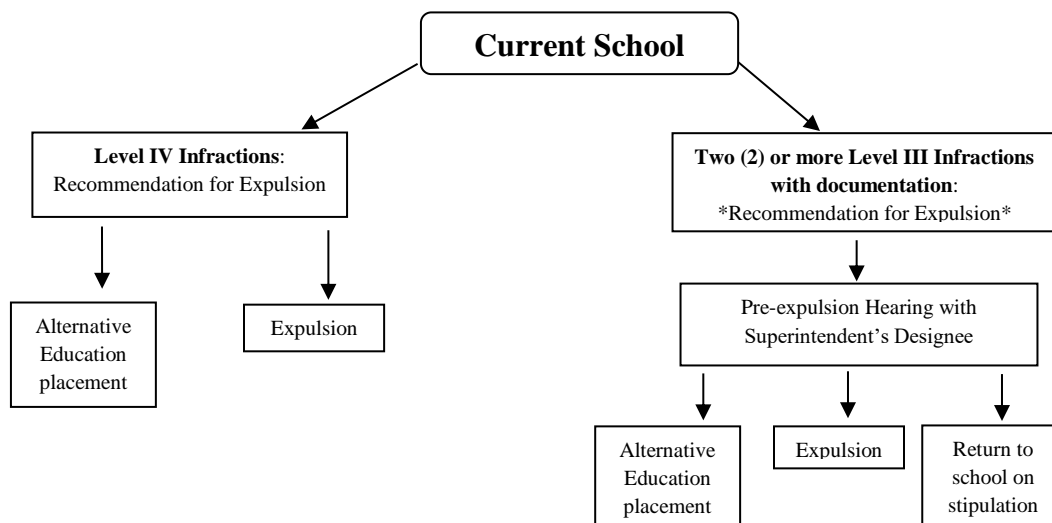 Current School
Level IV Infractions:
Recommendation for Expulsion
Two (2) or more Level III Infractions
with documentation:
*Recommendation for Expulsion*
Alternative
Education
placement
Expulsion
Pre-expulsion Hearing with
Superintendent’s Designee
Alternative
Education
placement
Expulsion
Return to
school on
stipulation